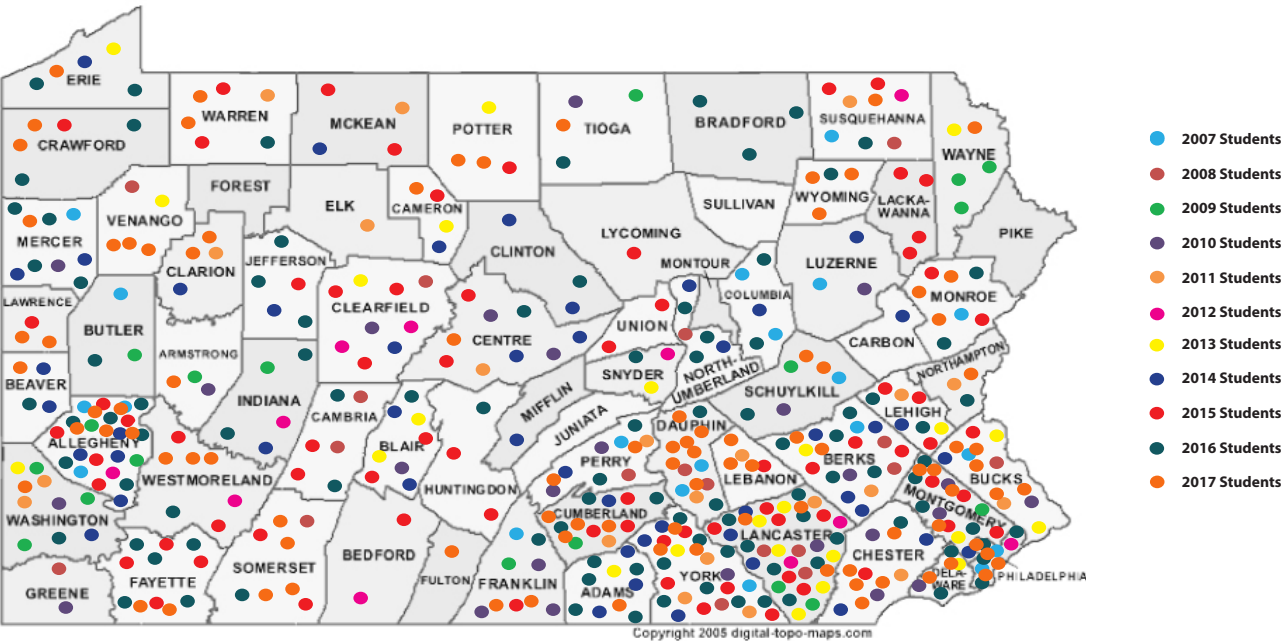 ERIE
WARREN
MCKEAN
POTTER
TIOGA
BRADFORD
SUSQUEHANNA
WAYNE
CRAWFORD
FOREST
VENANGO
ELK
CAMERON
SULLIVAN
WYOMING
LACKA-
WANNA
PIKE
MERCER
CLARION
JEFFERSON
CLINTON
LYCOMING
MONTOUR
COLUMBIA
LUZERNE
MONROE
LAWRENCE
BUTLER
CLEARFIELD
CENTRE
UNION
CARBON
ARMSTRONG
BEAVER
INDIANA
SNYDER
NORTH-
UMBERLAND
SCHUYLKILL
NORTHAMPTON
LEHIGH
MIFFLIN
JUNIATA
CAMBRIA
BLAIR
ALLEGHENY
WESTMORELAND
HUNTINGDON
PERRY
DAUPHIN
LEBANON
BERKS
BUCKS
MONTGOMERY
WASHINGTON
CUMBERLAND
LANCASTER
CHESTER
DELA-
WARE
PHILADELPHIA
GREENE
FAYETTE
SOMERSET
BEDFORD
FULTON
FRANKLIN
ADAMS
YORK
Copyright 2005 digital-topo-maps.com
2007 Students
2008 Students
2009 Students
2010 Students
2011 Students
2012 Students
2013 Students
2014 Students
2015 Students
2016 Students
2017 Students